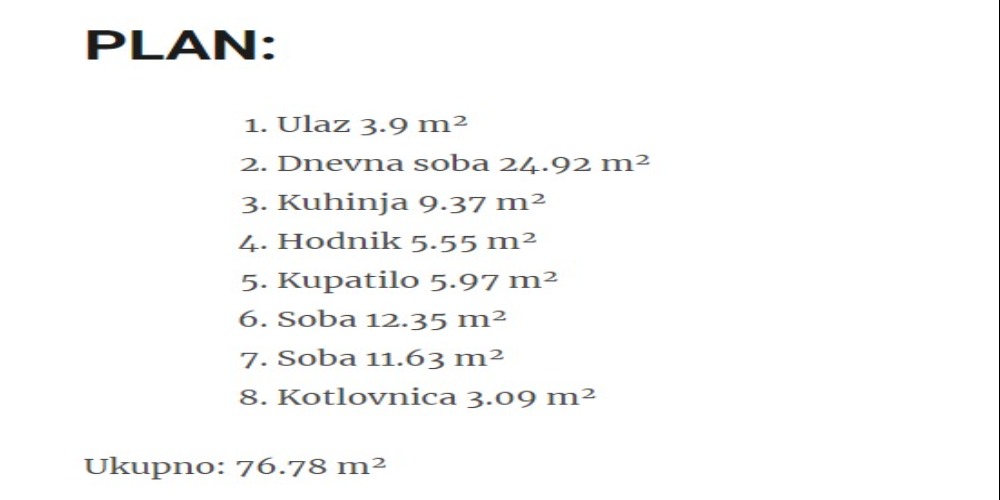 PLAN:
1. Ulaz 3.9 m²
2. Dnevna soba 24.92 m²
3. Kuhinja 9.37 m²
4. Hodnik 5.55 m²
5. Kupatilo 5.97 m²
6. Soba 12.35 m²
7. Soba 11.63 m²
8. Kotlovnica 3.09 m²
Ukupno: 76.78 m²